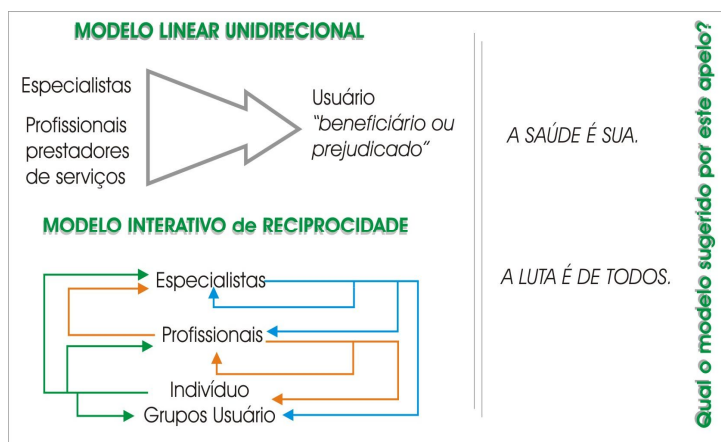 MODELO LINEAR UNIDIRECIONAL
Especialistas
Profissionais
prestadores
de serviços
Usuário
"beneficiário ou
prejudicado"
MODELO INTERATIVO de RECIPROCIDADE
Especialistas
Profissionais
Indivíduo
Grupos Usuário
A SAÚDE É SUA.
A LUTA É DE TODOS.
Qual o modelo sugerido por este apelo?